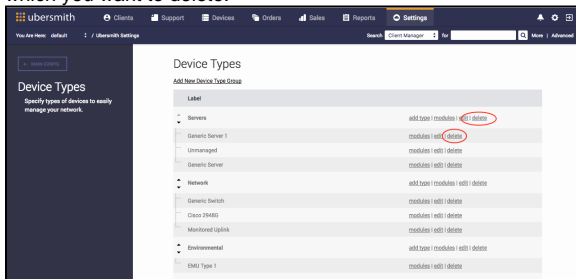 which you want to delete.
ubersmith Clients Support Devices Orders Sales Reports Settings
You Are Here: default / Ubersmith Settings Search Client Manager for More | Advanced
MAIN CONFIG
Device Types
Specify types of devices to easily
manage your network.
Device Types
Add New Device Type Group
Label
Servers add type | modules | edit | delete
Generic Server 1 modules | edit | delete
Unmanaged modules | edit | delete
Generic Server modules | edit | delete
Network add type | modules | edit | delete
Generic Switch modules | edit | delete
Cisco 2948G modules | edit | delete
Monitored Uplink modules | edit | delete
Environmental add type | modules | edit | delete
EMU Type 1 modules | edit | delete